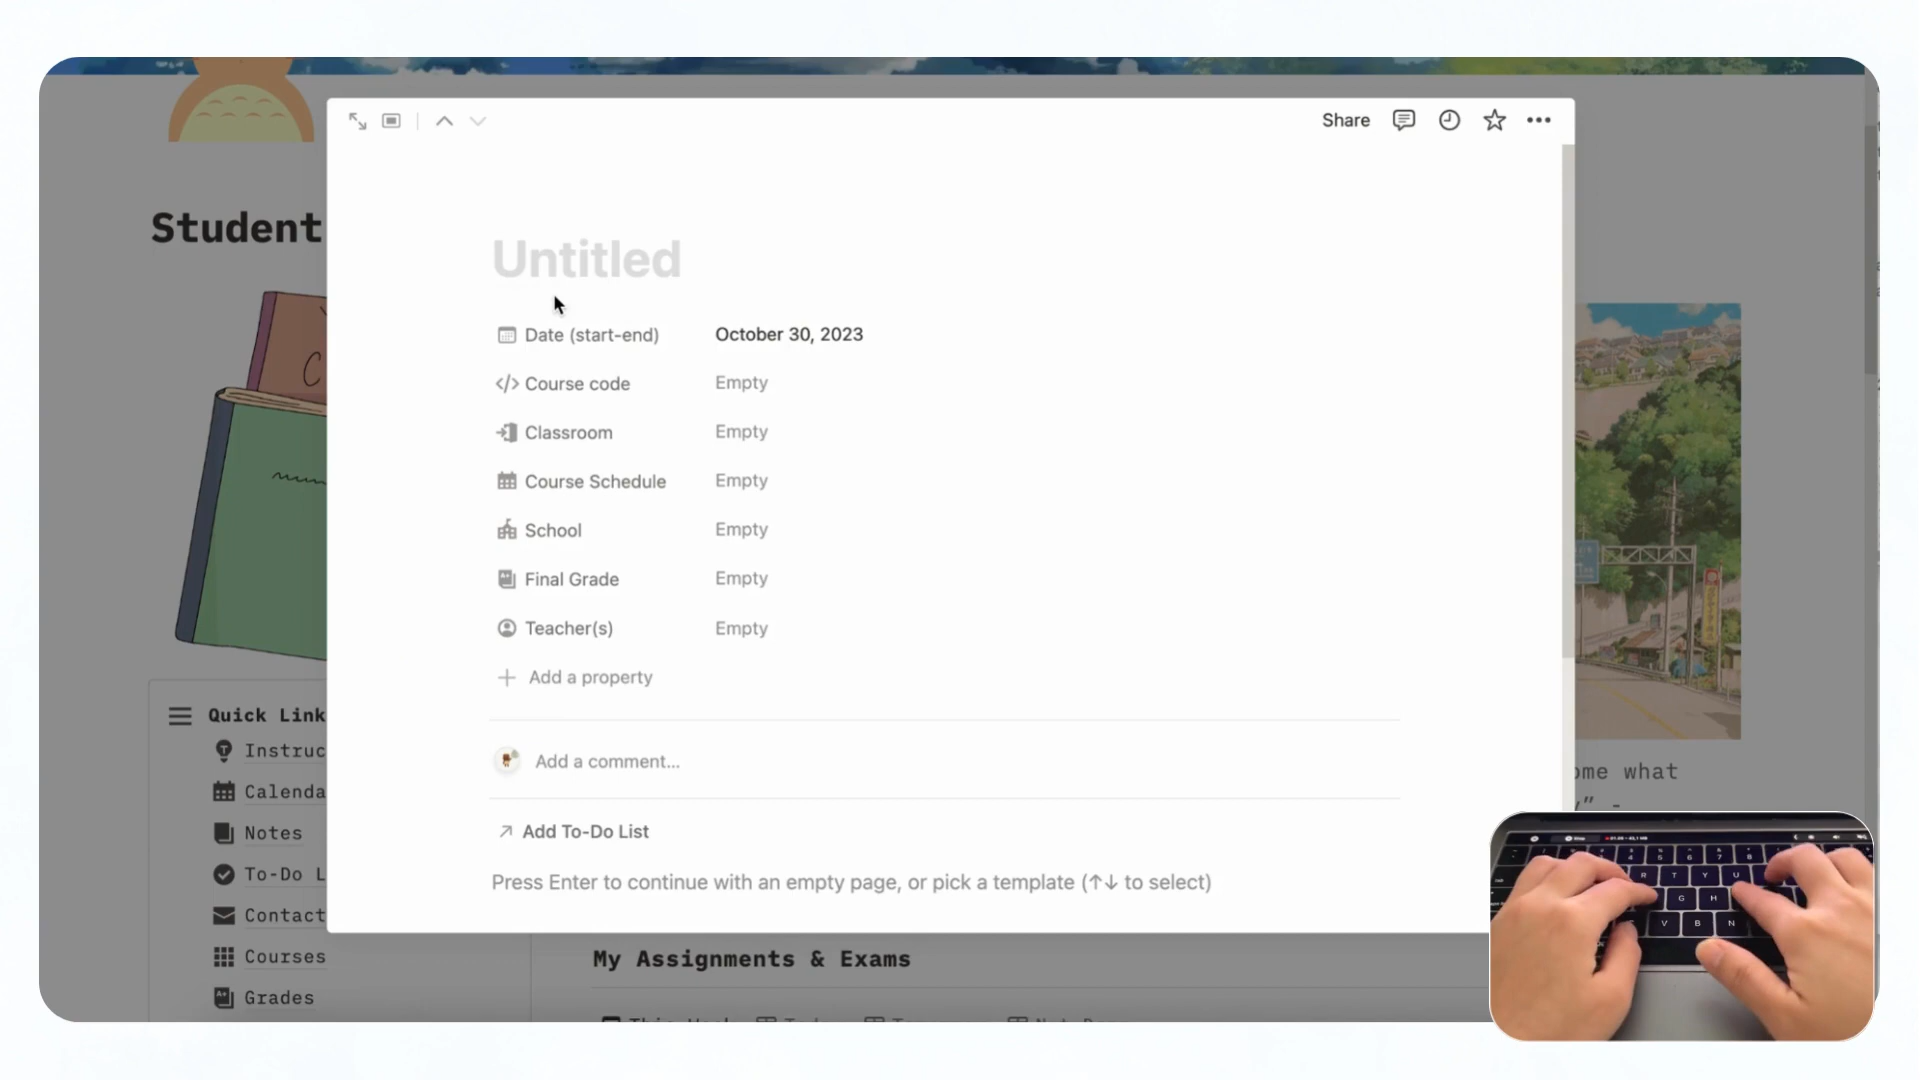 Share
Student
Untitled
Date (start-end) October 30, 2023
Course code Empty
Classroom Empty
Course Schedule Empty
School Empty
Final Grade Empty
Teacher(s) Empty
Add a property
Add a comment...
Add To-Do List
Press Enter to continue with an empty page, or pick a template (↑↓ to select)
Quick Link
Instruc
Calenda
Notes
To-Do L
Contact
Courses
Grades
ome what
y" -
My Assignments & Exams
R T Y U
G H
V B N